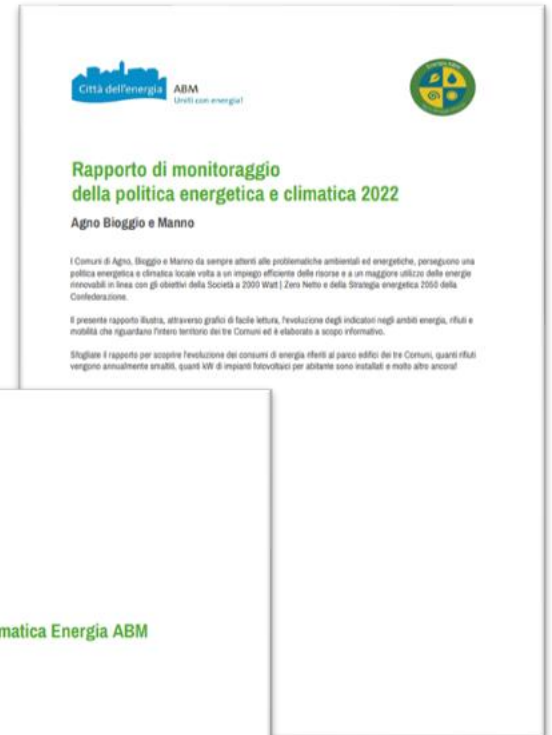 Città dell'energia
ABM
Uniti con energia!
Rapporto di monitoraggio
della politica energetica e climatica 2022
Agno Bioggio e Manno
I Comuni di Agno, Bioggio e Manno da sempre attenti alle problematiche ambientali ed energetiche, perseguono una
politica energetica e climatica locale volta a un impiego efficiente delle risorse e a un maggiore utilizzo delle energie
rinnovabili in linea con gli obiettivi della Società a 2000 Watt | Zero Netto e della Strategia energetica 2050 della
Confederazione.
Il presente rapporto illustra, attraverso grafici di facile lettura, l'evoluzione degli indicatori negli ambiti energia, rifiuti e
mobilità che riguardano l'intero territorio dei tre Comuni ed è elaborato a scopo informativo.
Sfogliate il rapporto per scoprire l'evoluzione dei consumi di energia riferiti al parco edifici dei tre Comuni, quanti rifiuti
vengono annualmente smaltiti, quanti kW di impianti fotovoltaici per abitante sono installati e molto altro ancora!
matica Energia ABM